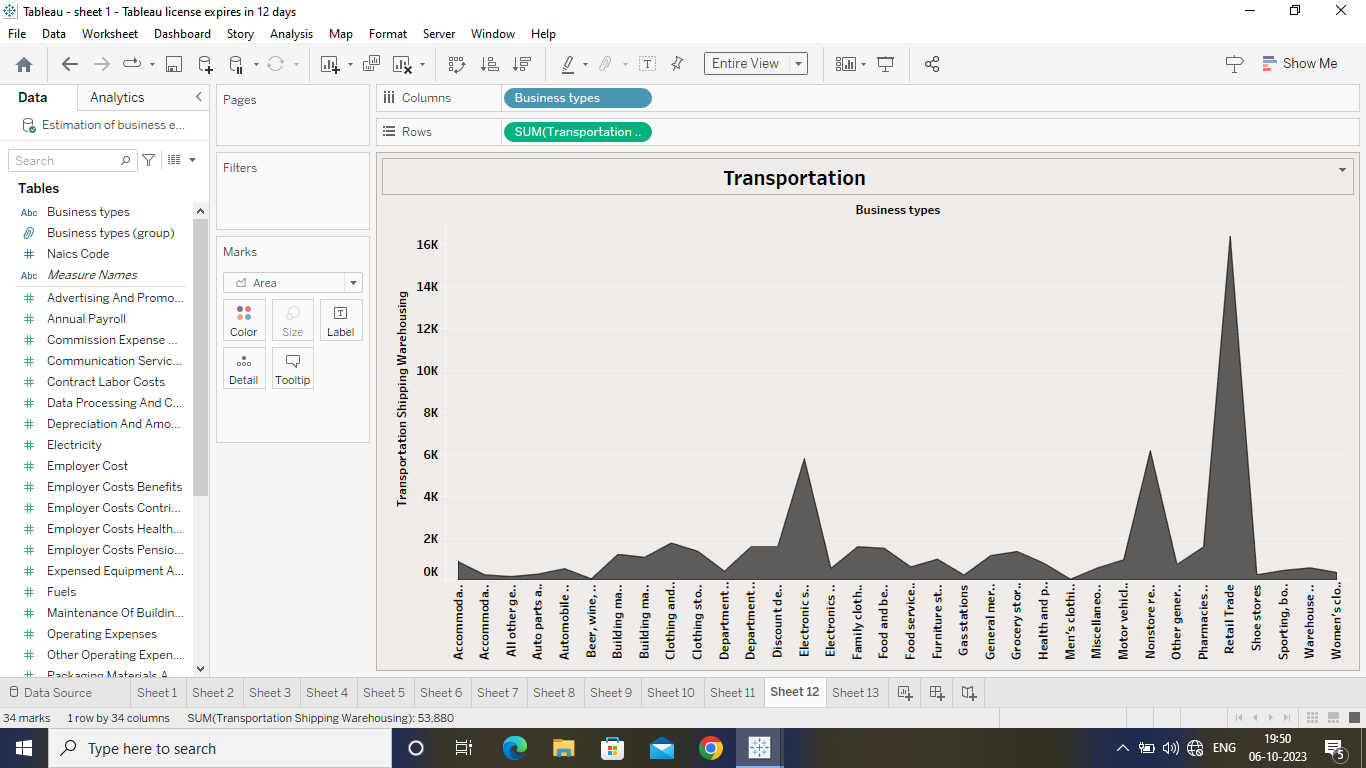 Tableau - sheet 1 - Tableau license expires in 12 days
File Data Worksheet Dashboard Story Analysis Map Format Server Window Help
Entire View
Show Me
Data Analytics
Estimation of business e...
Search
Tables
Abc Business types
Business types (group)
# Naics Code
Abc Measure Names
# Advertising And Promo...
# Annual Payroll
# Commission Expense ...
# Communication Servic...
# Contract Labor Costs
# Data Processing And C...
# Depreciation And Amo...
# Electricity
# Employer Cost
# Employer Costs Benefits
# Employer Costs Contri...
# Employer Costs Health...
# Employer Costs Pensio...
# Expensed Equipment A...
# Fuels
# Maintenance Of Buildin...
# Operating Expenses
# Other Operating Expen...
Packaging Materials A...
Pages
Filters
Marks
Area
Color Size Label
Detail Tooltip
Columns Business types
Rows SUM(Transportation ..
Transportation
Business types
Transportation Shipping Warehousing
16K
14K
12K
10K
8K
6K
4K
2K
0K
Accommoda..
Accommoda..
All other ge..
Auto parts a..
Automobile ..
Beer, wine, ..
Building ma..
Building ma..
Clothing and..
Clothing sto..
Department..
Department..
Discount de..
Electronic s..
Electronics ..
Family cloth..
Food and be..
Food service..
Furniture st..
Gas stations
General mer..
Grocery stor..
Health and p..
Men's clothi..
Miscellaneo..
Motor vehicl..
Nonstore re..
Other gener..
Pharmacies ..
Retail Trade
Shoe stores
Sporting, bo..
Warehouse ..
Women's clo..
Data Source Sheet 1 Sheet 2 Sheet 3 Sheet 4 Sheet 5 Sheet 6 Sheet 7 Sheet 8 Sheet 9 Sheet 10 Sheet 11 Sheet 12 Sheet 13
34 marks 1 row by 34 columns SUM(Transportation Shipping Warehousing): 53,880
Type here to search
ENG
19:50
06-10-2023
5